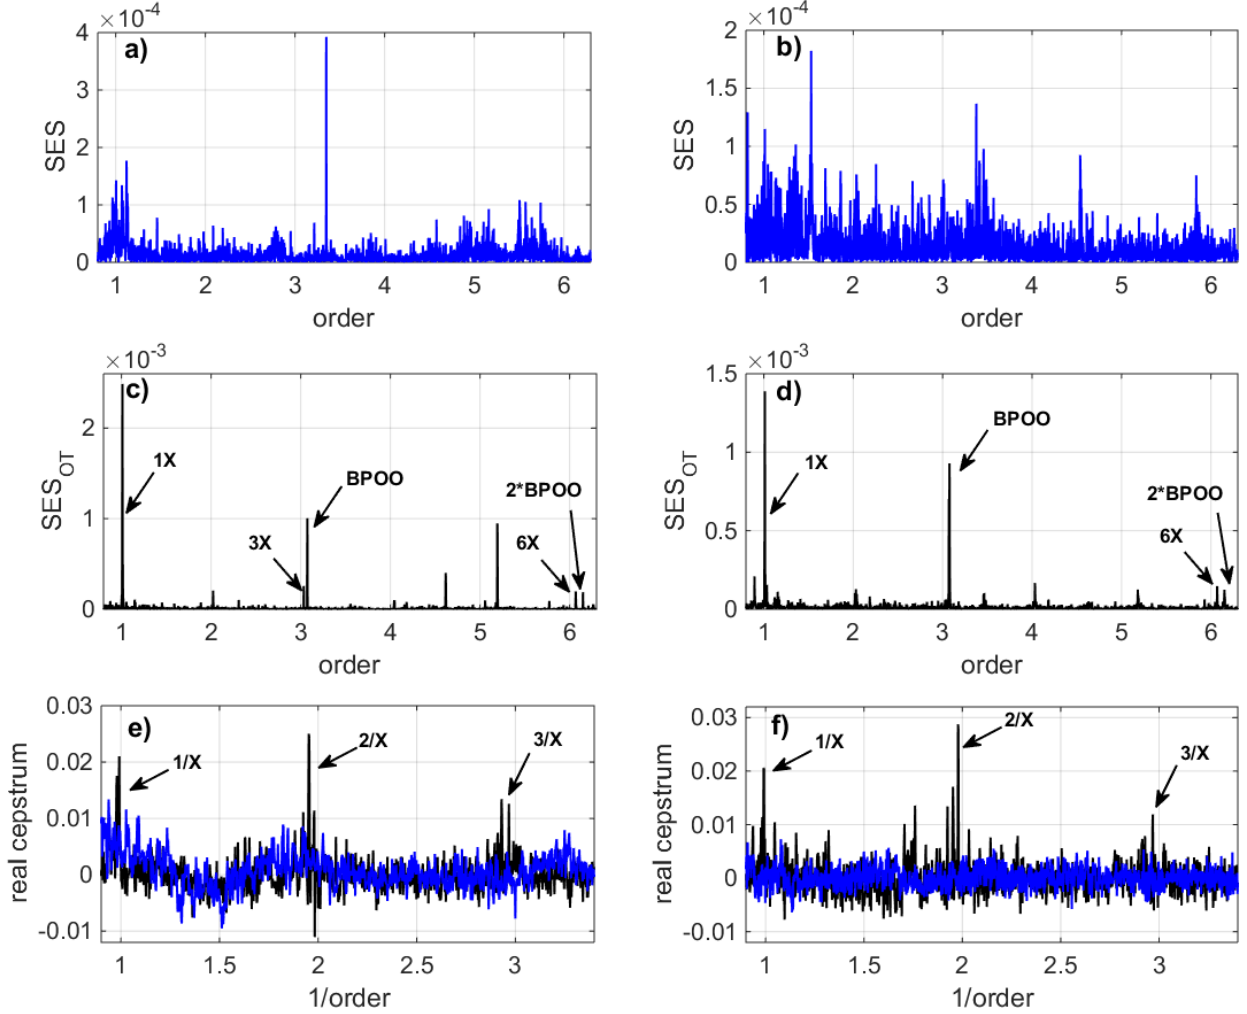 ×10⁻⁴
a)
4
3
2
1
0
SES
1 2 3 4 5 6
order
×10⁻⁴
b)
2
1.5
1
0.5
0
SES
1 2 3 4 5 6
order
×10⁻³
c)
2
1
0
SES_OT
1X
3X
BPOO
2*BPOO
6X
1 2 3 4 5 6
order
×10⁻³
d)
1.5
1
0.5
0
SES_OT
1X
BPOO
2*BPOO
6X
1 2 3 4 5 6
order
e)
0.03
0.02
0.01
0
-0.01
real cepstrum
1/X
2/X
3/X
1 1.5 2 2.5 3
1/order
f)
0.03
0.02
0.01
0
-0.01
real cepstrum
1/X
2/X
3/X
1 1.5 2 2.5 3
1/order